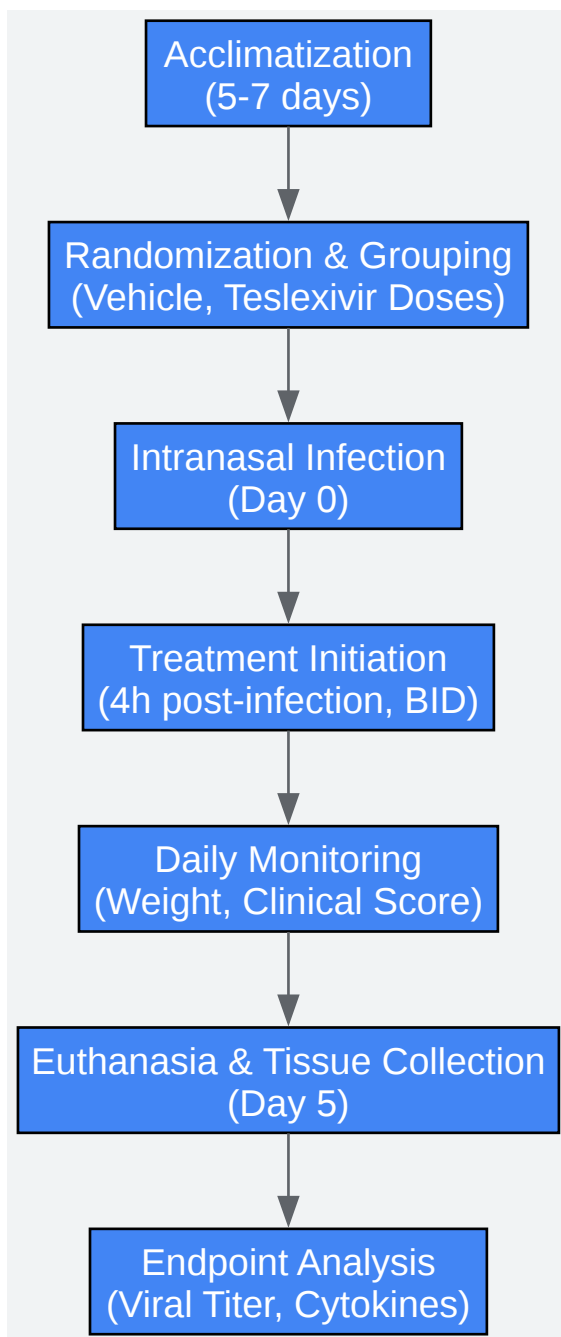 Acclimatization
(5-7 days)
Randomization & Grouping
(Vehicle, Teslexivir Doses)
Intranasal Infection
(Day 0)
Treatment Initiation
(4h post-infection, BID)
Daily Monitoring
(Weight, Clinical Score)
Euthanasia & Tissue Collection
(Day 5)
Endpoint Analysis
(Viral Titer, Cytokines)